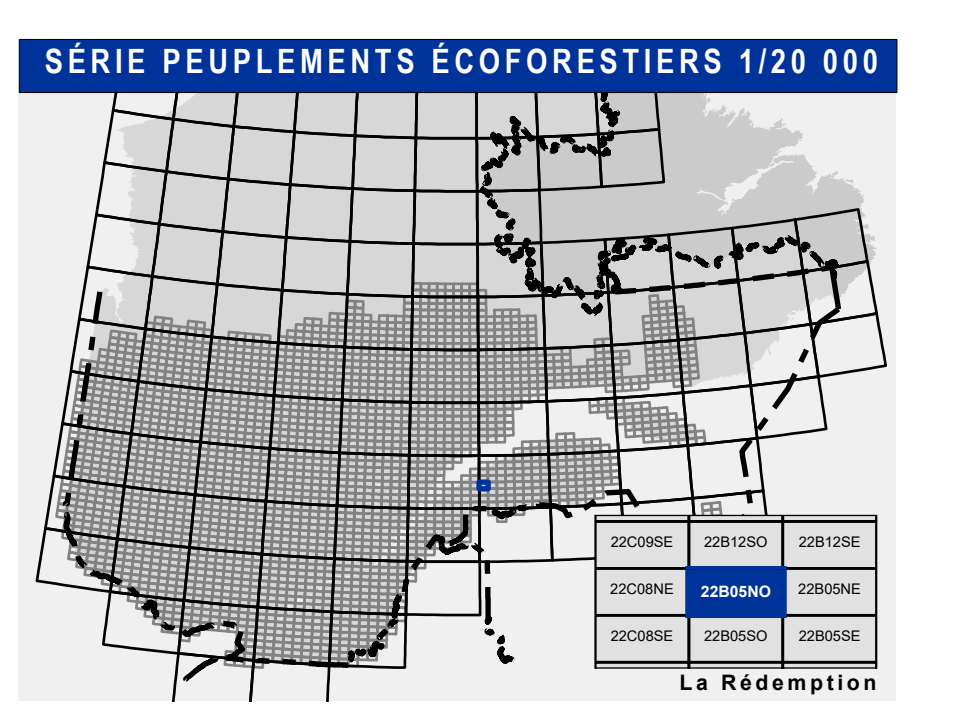 SÉRIE PEUPLEMENTS ÉCOFORESTIERS 1/20 000
22C09SE 22B12SO 22B12SE
22C08NE 22B05NO 22B05NE
22C08SE 22B05SO 22B05SE
La Rédemption